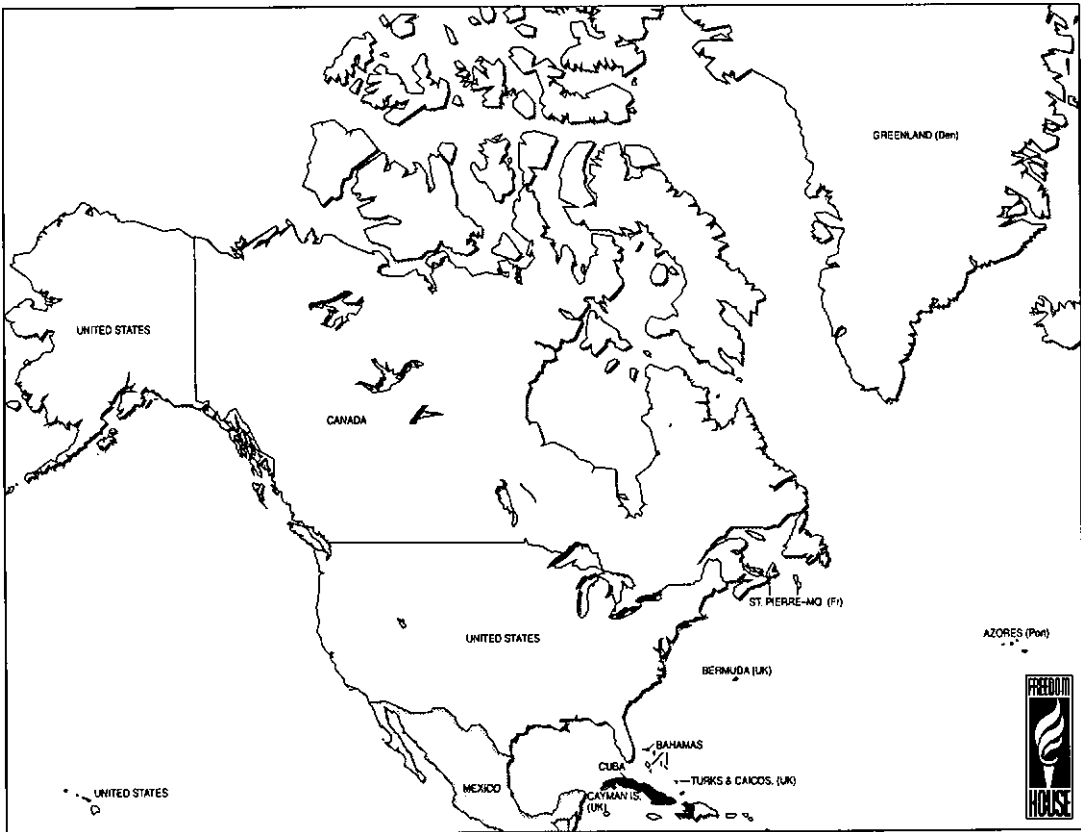 GREENLAND (Den)
UNITED STATES
CANADA
ST. PIERRE-MQ (Fr)
AZORES (Port)
UNITED STATES
BERMUDA (UK)
BAHAMAS
CUBA
TURKS & CAICOS. (UK)
MEXICO
CAYMAN IS.
(UK)
UNITED STATES
FREEDOM
HOUSE